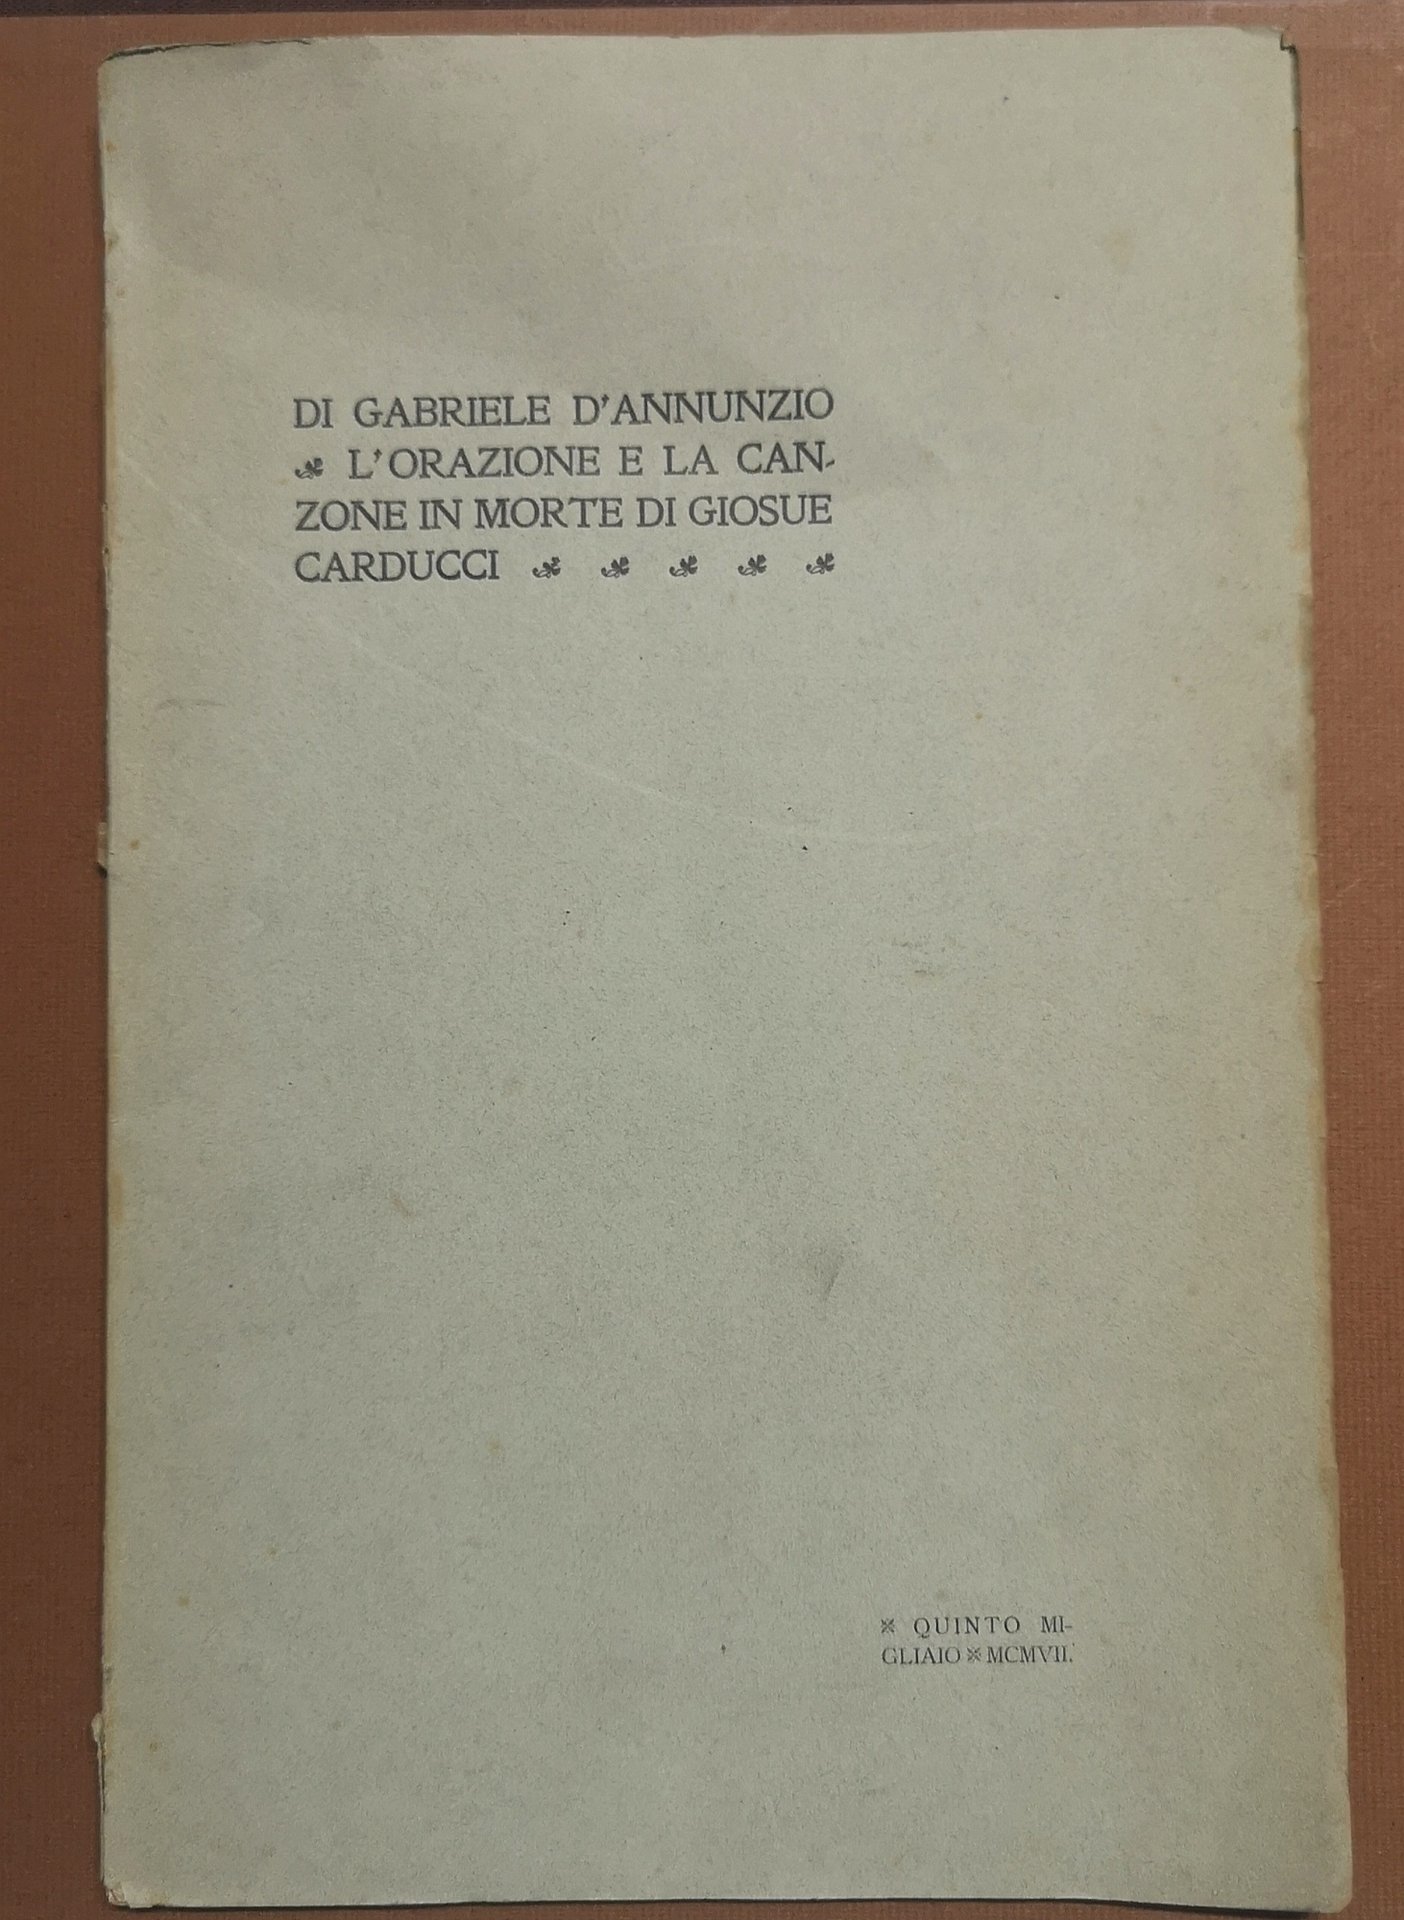 DI GABRIELE D'ANNUNZIO
L'ORAZIONE E LA CAN-
ZONE IN MORTE DI GIOSUE
CARDUCCI
QUINTO MI-
GLIAIO MCMVII.